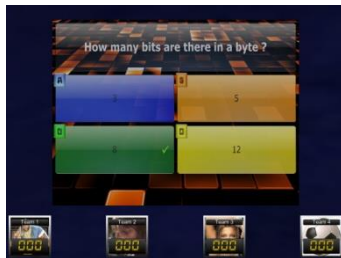 How many bits are there in a byte ?
A
3
B
5
8
D
12
Team 1
Team 2
Team 3
Team 4
000
000
000
000